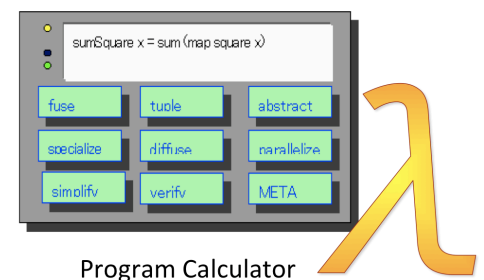 sumSquare x = sum (map square x)
fuse
tuple
abstract
specialize
diffuse
parallelize
simplify
verify
META
λ
Program Calculator